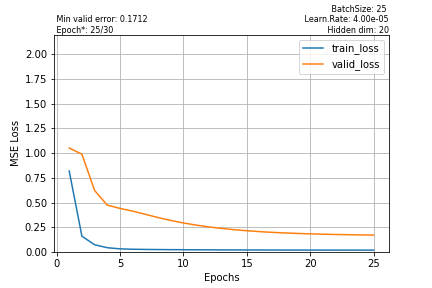 BatchSize: 25
Min valid error: 0.1712
Learn.Rate: 4.00e-05
Epoch*: 25/30
Hidden dim: 20
train_loss
valid_loss
2.00
1.75
1.50
1.25
1.00
0.75
0.50
0.25
0.00
MSE Loss
0
5
10
15
20
25
Epochs